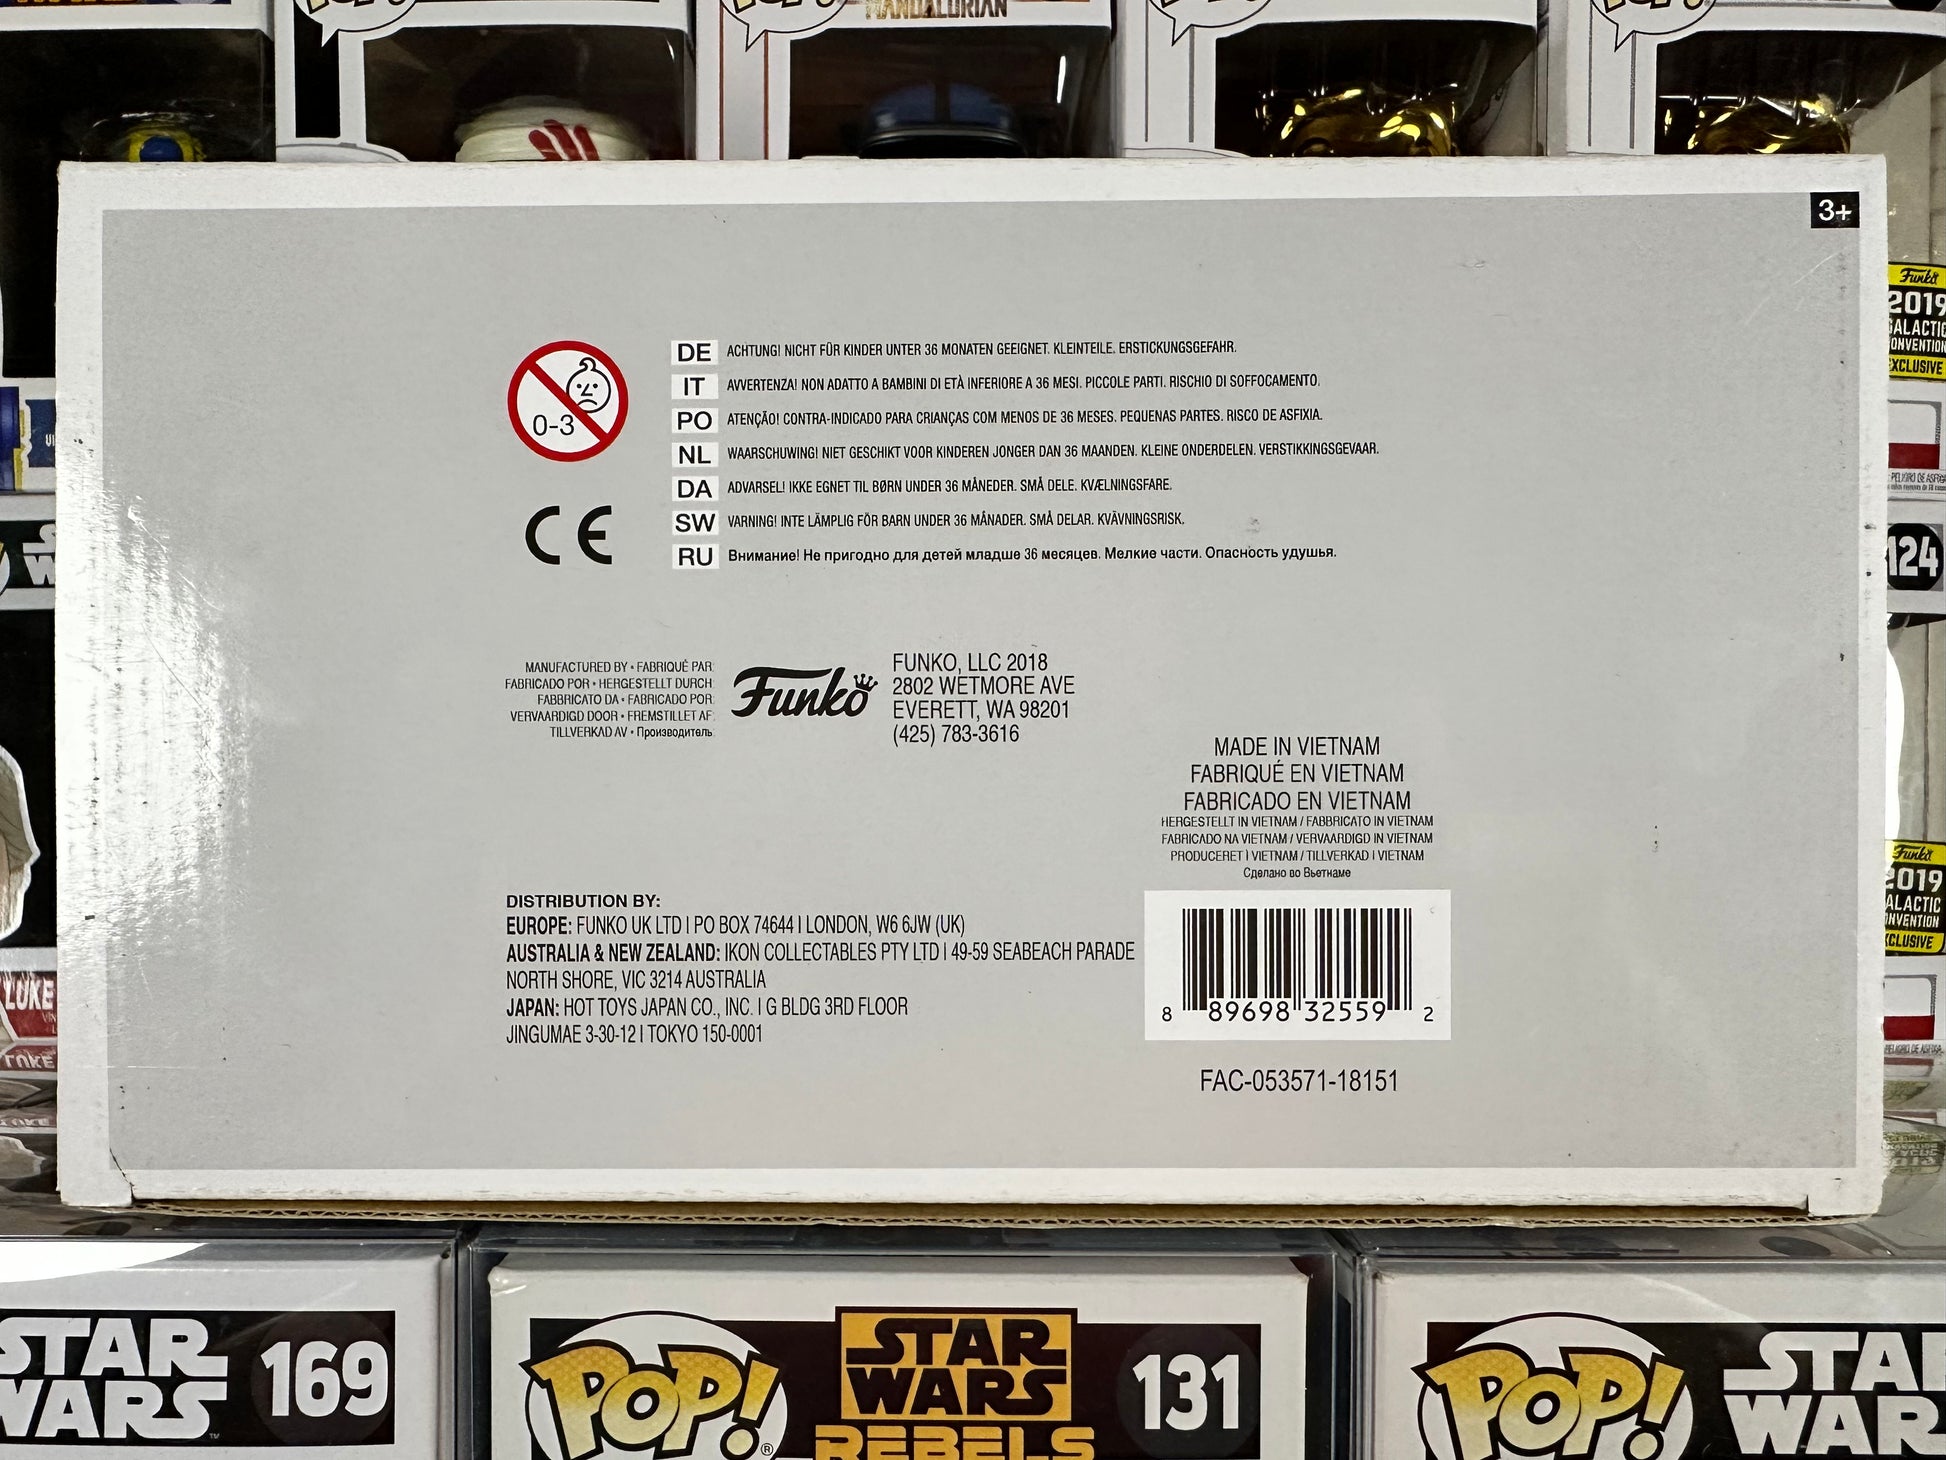 MANDALORIAN
3+
0-3
DE ACHTUNG! NICHT FÜR KINDER UNTER 36 MONATEN GEEIGNET. KLEINTEILE. ERSTICKUNGSGEFAHR.
IT AVVERTENZA! NON ADATTO A BAMBINI DI ETÀ INFERIORE A 36 MESI. PICCOLE PARTI. RISCHIO DI SOFFOCAMENTO.
PO ATENÇÃO! CONTRA-INDICADO PARA CRIANÇAS COM MENOS DE 36 MESES. PEQUENAS PARTES. RISCO DE ASFIXIA.
NL WAARSCHUWING! NIET GESCHIKT VOOR KINDEREN JONGER DAN 36 MAANDEN. KLEINE ONDERDELEN. VERSTIKKINGSGEVAAR.
DA ADVARSEL! IKKE EGNET TIL BØRN UNDER 36 MÅNEDER. SMÅ DELE. KVÆLNINGSFARE.
SW VARNING! INTE LÄMPLIG FÖR BARN UNDER 36 MÅNADER. SMÅ DELAR. KVÄVNINGSRISK.
RU Внимание! Не пригодно для детей младше 36 месяцев. Мелкие части. Опасность удушья.
CE
MANUFACTURED BY • FABRIQUÉ PAR:
FABRICADO POR • HERGESTELLT DURCH:
FABBRICATO DA • FABRICADO POR:
VERVAARDIGD DOOR • FREMSTILLET AF:
TILLVERKAD AV • Производитель:
Funko
FUNKO, LLC 2018
2802 WETMORE AVE
EVERETT, WA 98201
(425) 783-3616
MADE IN VIETNAM
FABRIQUÉ EN VIETNAM
FABRICADO EN VIETNAM
HERGESTELLT IN VIETNAM / FABBRICATO IN VIETNAM
FABRICADO NA VIETNAM / VERVAARDIGD IN VIETNAM
PRODUCERET I VIETNAM / TILLVERKAD I VIETNAM
Сделано во Вьетнаме
DISTRIBUTION BY:
EUROPE: FUNKO UK LTD | PO BOX 74644 | LONDON, W6 6JW (UK)
AUSTRALIA & NEW ZEALAND: IKON COLLECTABLES PTY LTD | 49-59 SEABEACH PARADE
NORTH SHORE, VIC 3214 AUSTRALIA
JAPAN: HOT TOYS JAPAN CO., INC. | G BLDG 3RD FLOOR
JINGUMAE 3-30-12 | TOKYO 150-0001
8 89698 32559 2
FAC-053571-18151
Funko
2019
GALACTIC
CONVENTION
EXCLUSIVE
124
Funko
2019
GALACTIC
CONVENTION
EXCLUSIVE
LUKE
STAR
WARS
169
POP!
STAR
WARS
REBELS
131
POP!
STAR
WAR